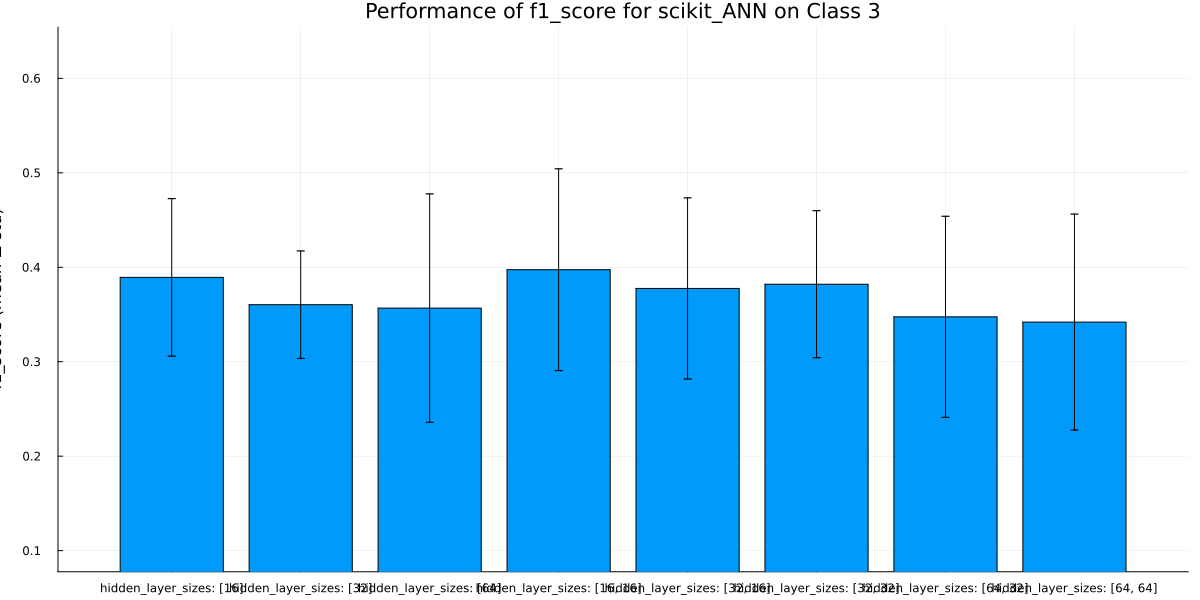 Performance of f1_score for scikit_ANN on Class 3
0.6
0.5
0.4
0.3
0.2
0.1
hidden_layer_sizes: [16]
hidden_layer_sizes: [32]
hidden_layer_sizes: [64]
hidden_layer_sizes: [16, 16]
hidden_layer_sizes: [32, 16]
hidden_layer_sizes: [32, 32]
hidden_layer_sizes: [64, 32]
hidden_layer_sizes: [64, 64]